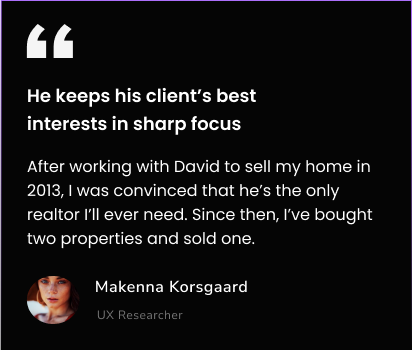 “
He keeps his client’s best
interests in sharp focus
After working with David to sell my home in
2013, I was convinced that he’s the only
realtor I’ll ever need. Since then, I’ve bought
two properties and sold one.
Makenna Korsgaard
UX Researcher